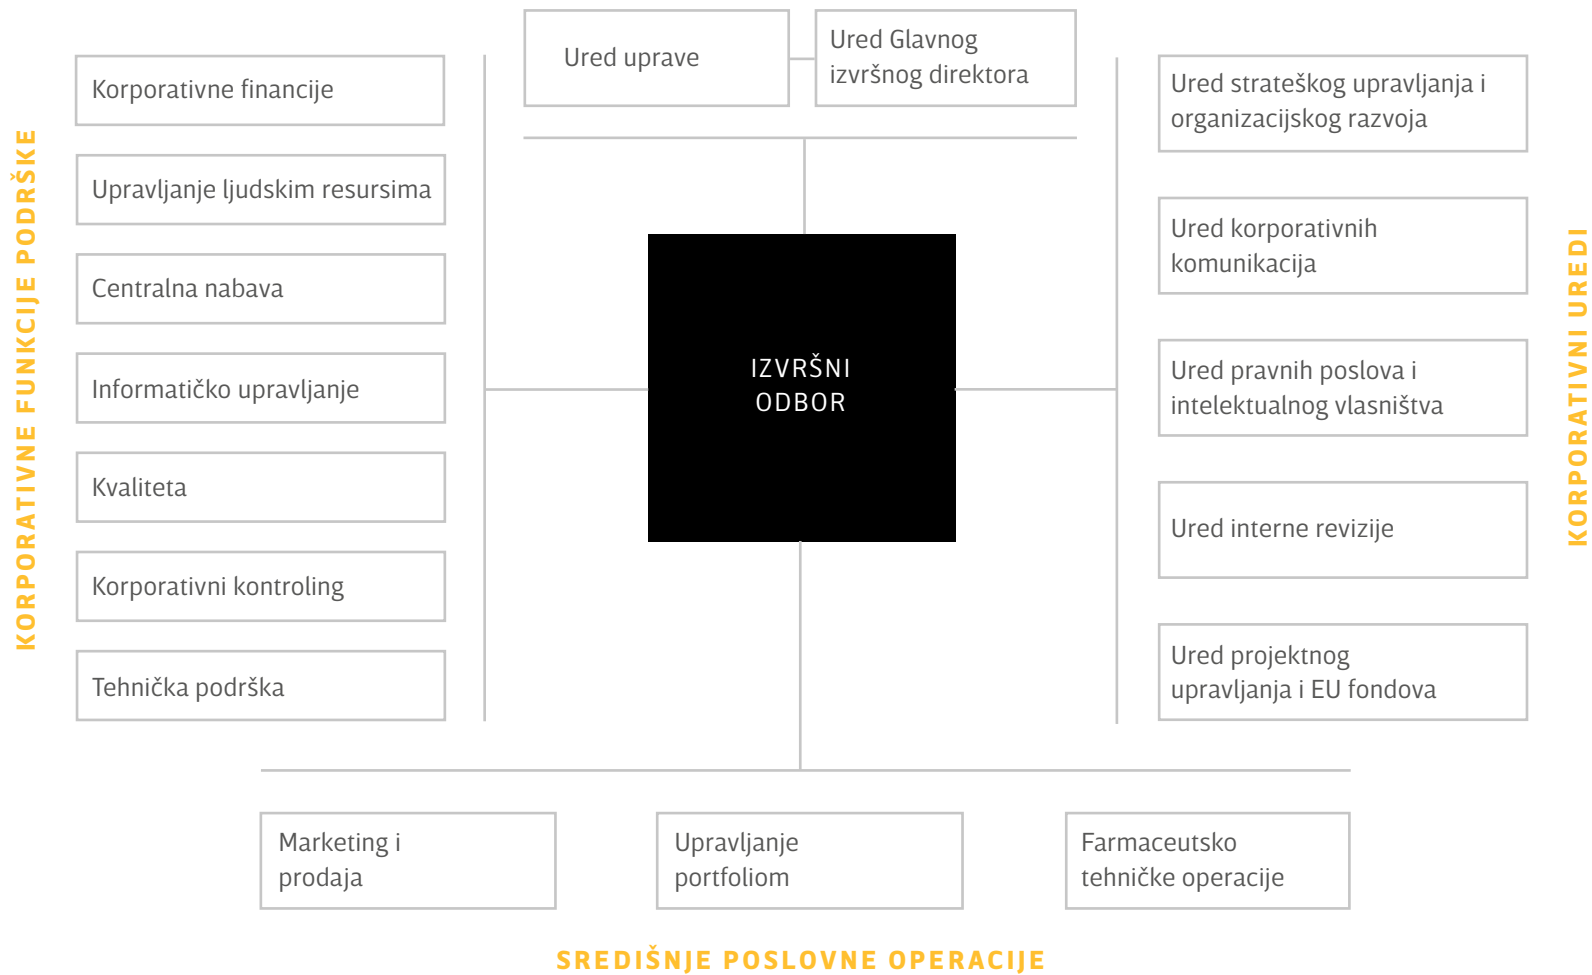 Ured uprave
Ured Glavnog
izvršnog direktora
KORPORATIVNE FUNKCIJE PODRŠKE
Korporativne financije
Upravljanje ljudskim resursima
Centralna nabava
Informatičko upravljanje
Kvaliteta
Korporativni kontroling
Tehnička podrška
IZVRŠNI
ODBOR
Ured strateškog upravljanja i
organizacijskog razvoja
Ured korporativnih
komunikacija
Ured pravnih poslova i
intelektualnog vlasništva
Ured interne revizije
Ured projektnog
upravljanja i EU fondova
KORPORATIVNI UREDI
Marketing i
prodaja
Upravljanje
portfoliom
Farmaceutsko
tehničke operacije
SREDIŠNJE POSLOVNE OPERACIJE